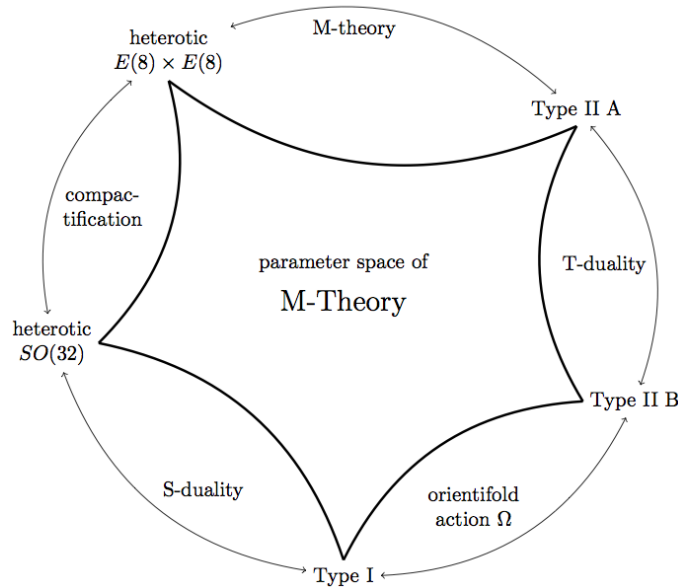 M-theory
heterotic
E(8) × E(8)
Type II A
compac-
tification
parameter space of
M-Theory
T-duality
heterotic
SO(32)
Type II B
S-duality
orientifold
action Ω
Type I